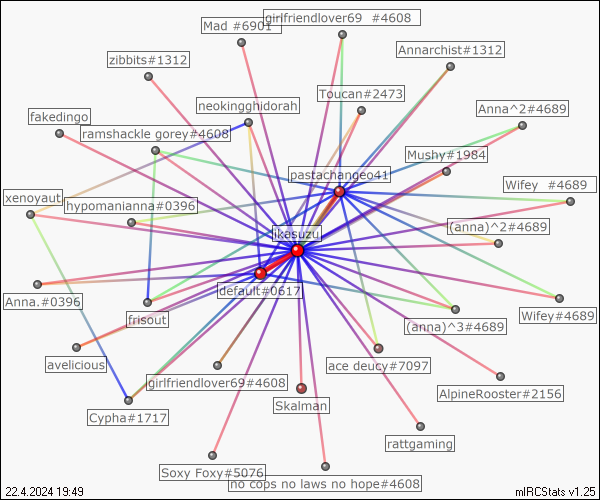 Mad #6901
girlfriendlover69 #4608
Annarchist#1312
zibbits#1312
Toucan#2473
neokingghidorah
Anna^2#4689
fakedingo
ramshackle gorey#4608
Mushy#1984
pastachangeo41
Wifey #4689
xenoyaut
hypomanianna#0396
(anna)^2#4689
ikasuzu
default#0617
Anna.#0396
frisout
Wifey#4689
(anna)^3#4689
avelicious
ace deucy#7097
girlfriendlover69#4608
AlpineRooster#2156
Skalman
Cypha#1717
rattgaming
Soxy Foxy#5076
no cops no laws no hope#4608
22.4.2024 19:49
mIRCStats v1.25